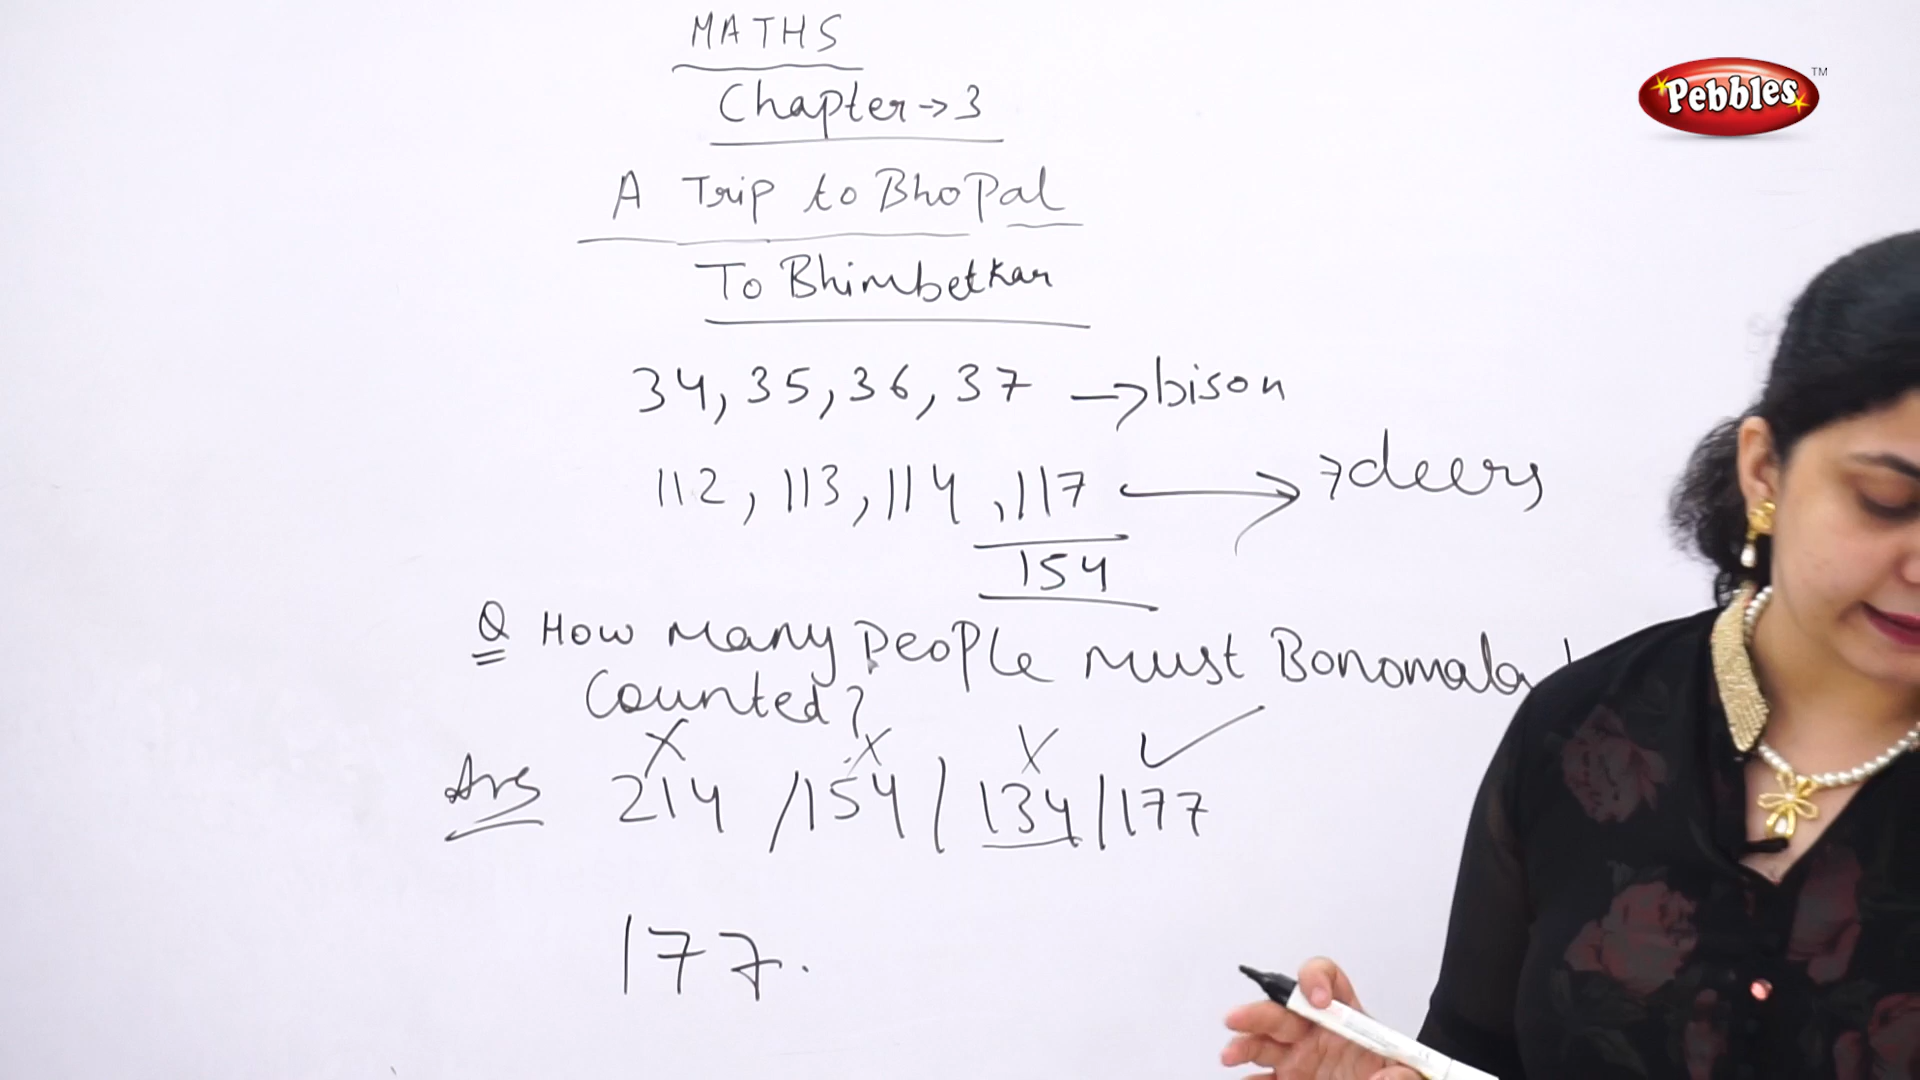 MATHS
Pebbles™
Chapter→3
A Trip to BhoPal
To Bhimbetkar
34, 35, 36, 37 → bison
112, 113, 114, 117 → deers
154
Q How Many People Must Bonomala
Counted?
Ans 214 / 154 / 134 / 177
177.